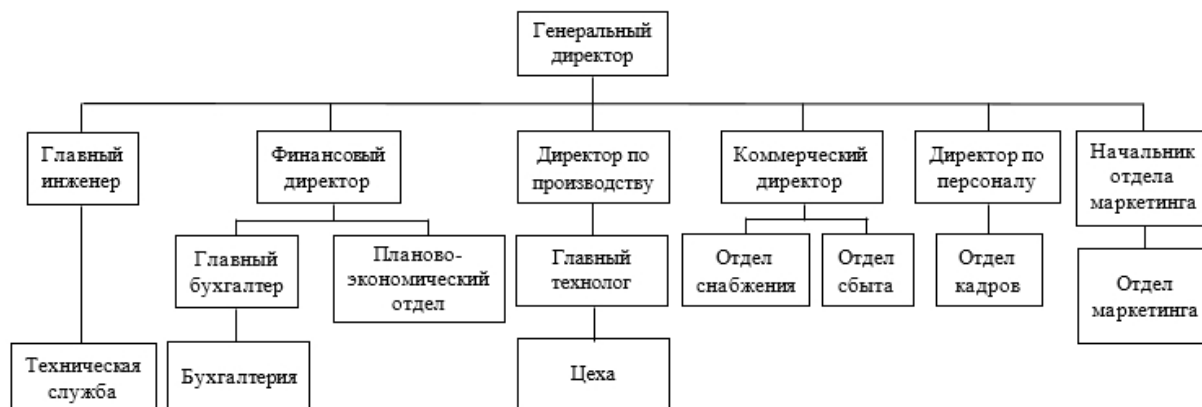 Генеральный
директор
Главный
инженер
Финансовый
директор
Директор по
производству
Коммерческий
директор
Директор по
персоналу
Начальник
отдела
маркетинга
Главный
бухгалтер
Планово-
экономический
отдел
Главный
технолог
Отдел
снабжения
Отдел
сбыта
Отдел
кадров
Отдел
маркетинга
Техническая
служба
Бухгалтерия
Цеха